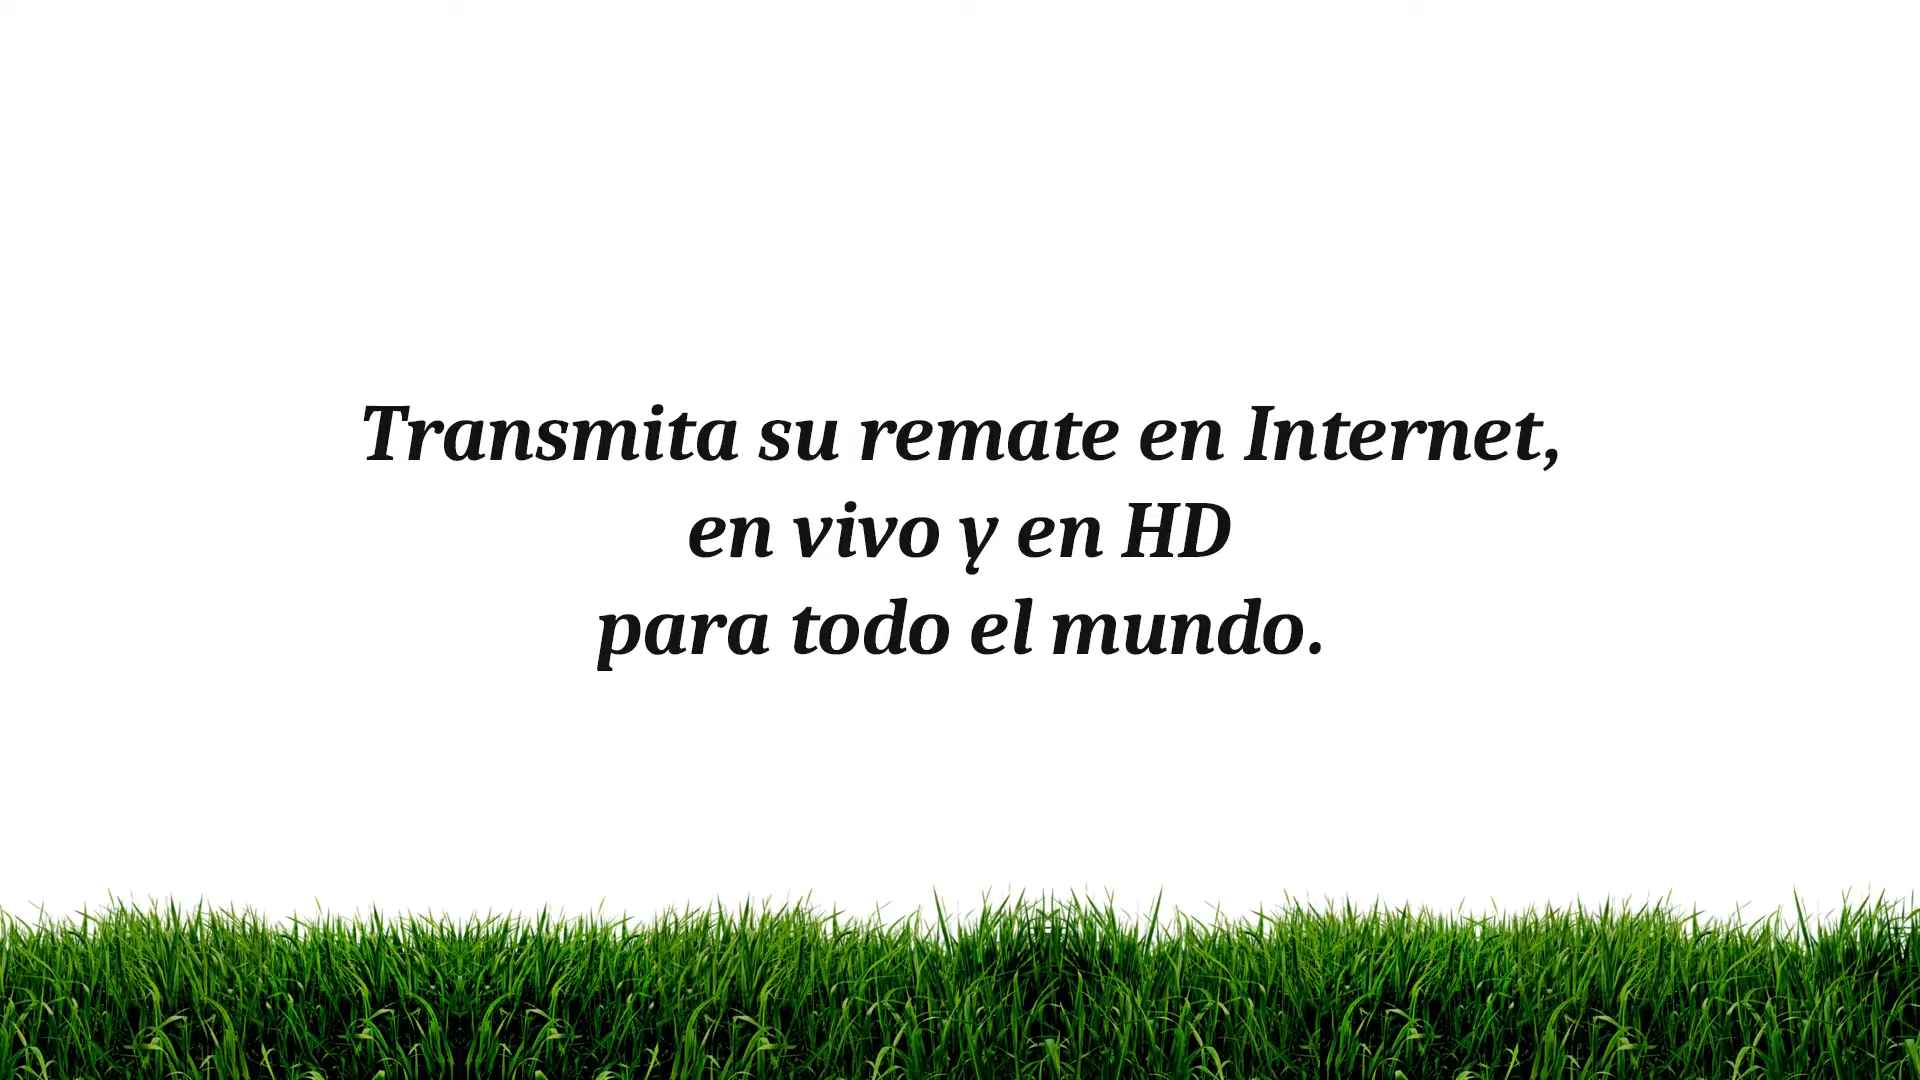 Transmita su remate en Internet,
en vivo y en HD
para todo el mundo.